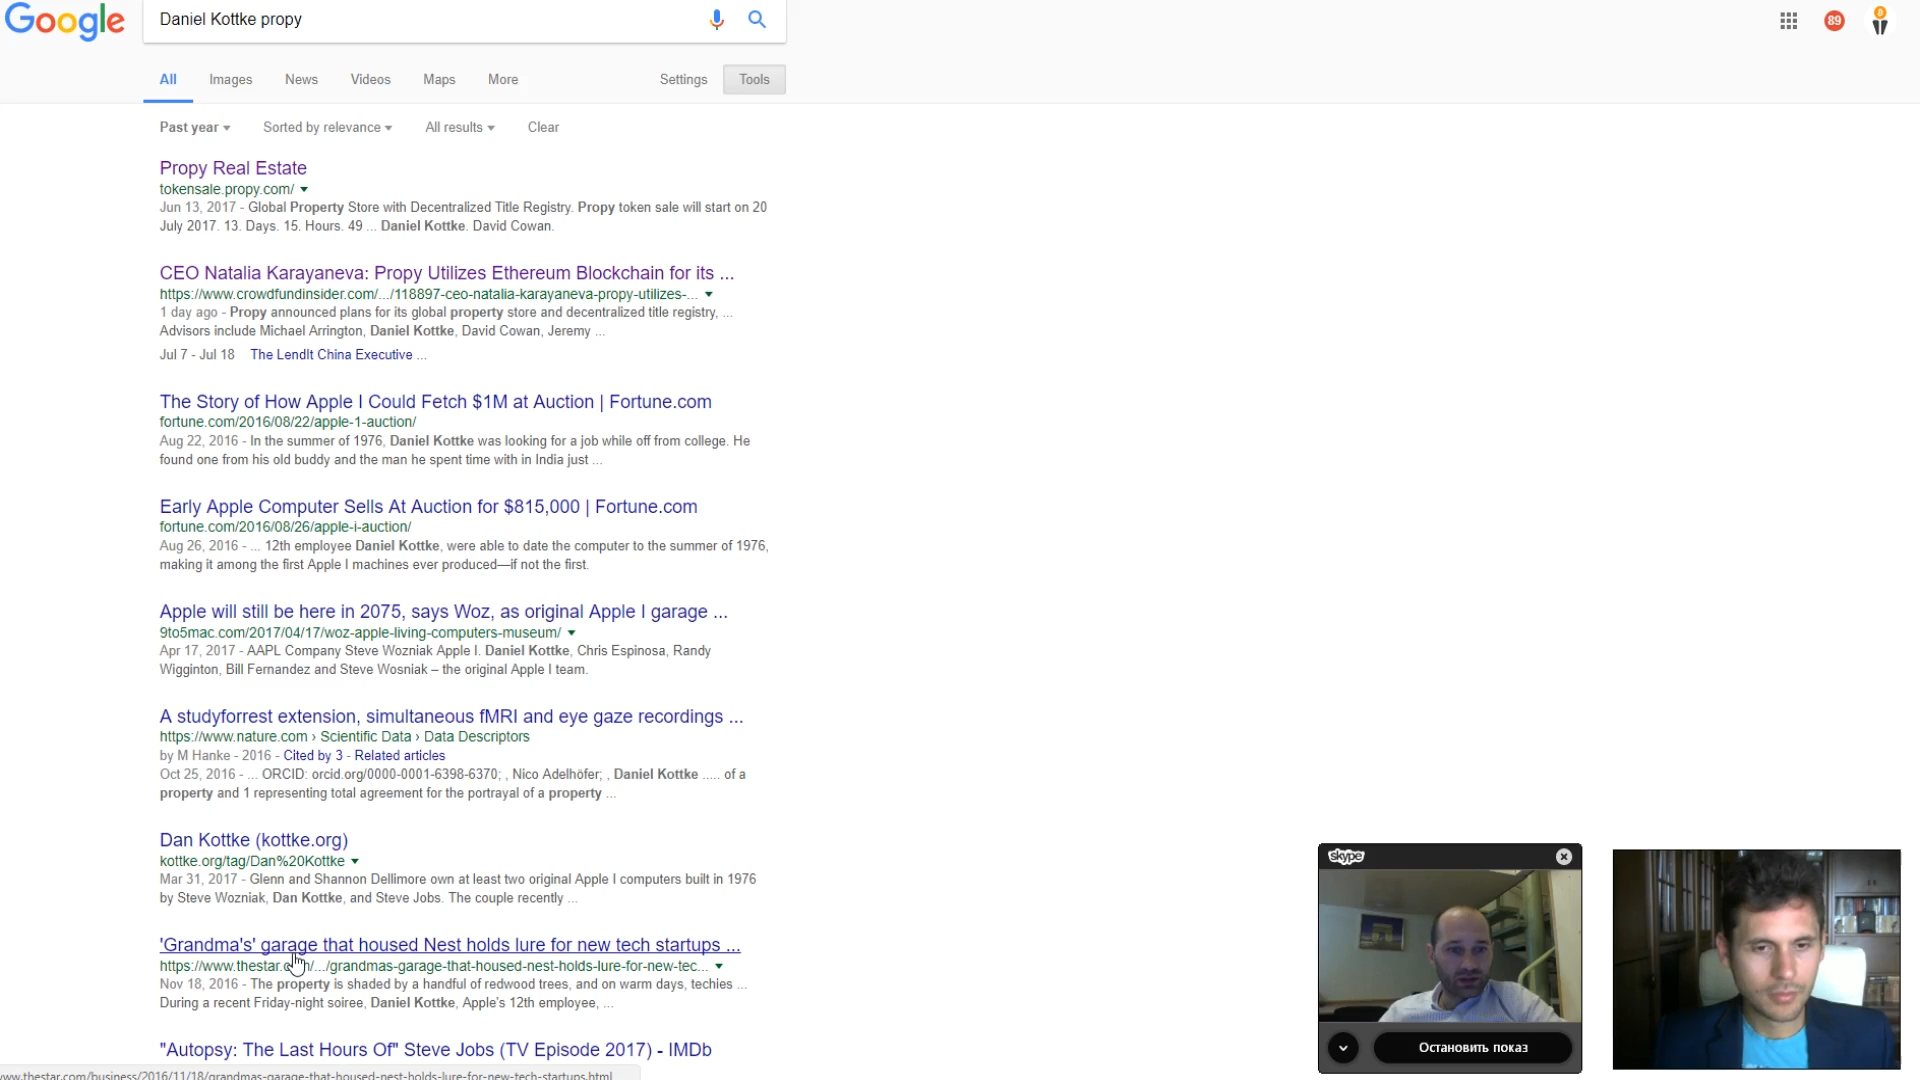 Google
Daniel Kottke propy
89
All Images News Videos Maps More Settings Tools
Past year Sorted by relevance All results Clear
Propy Real Estate
tokensale.propy.com/
Jun 13, 2017 - Global Property Store with Decentralized Title Registry. Propy token sale will start on 20
July 2017. 13. Days. 15. Hours. 49 ... Daniel Kottke. David Cowan.
CEO Natalia Karayaneva: Propy Utilizes Ethereum Blockchain for its ...
https://www.crowdfundinsider.com/.../118897-ceo-natalia-karayaneva-propy-utilizes-...
1 day ago - Propy announced plans for its global property store and decentralized title registry, ...
Advisors include Michael Arrington, Daniel Kottke, David Cowan, Jeremy ...
Jul 7 - Jul 18 The LendIt China Executive ...
The Story of How Apple I Could Fetch $1M at Auction | Fortune.com
fortune.com/2016/08/22/apple-1-auction/
Aug 22, 2016 - In the summer of 1976, Daniel Kottke was looking for a job while off from college. He
found one from his old buddy and the man he spent time with in India just ...
Early Apple Computer Sells At Auction for $815,000 | Fortune.com
fortune.com/2016/08/26/apple-i-auction/
Aug 26, 2016 - ... 12th employee Daniel Kottke, were able to date the computer to the summer of 1976,
making it among the first Apple I machines ever produced—if not the first.
Apple will still be here in 2075, says Woz, as original Apple I garage ...
9to5mac.com/2017/04/17/woz-apple-living-computers-museum/
Apr 17, 2017 - AAPL Company Steve Wozniak Apple I. Daniel Kottke, Chris Espinosa, Randy
Wigginton, Bill Fernandez and Steve Wosniak – the original Apple I team.
A studyforrest extension, simultaneous fMRI and eye gaze recordings ...
https://www.nature.com › Scientific Data › Data Descriptors
by M Hanke - 2016 - Cited by 3 - Related articles
Oct 25, 2016 - ... ORCID: orcid.org/0000-0001-6398-6370; , Nico Adelhöfer; , Daniel Kottke ..... of a
property and 1 representing total agreement for the portrayal of a property ...
Dan Kottke (kottke.org)
kottke.org/tag/Dan%20Kottke
Mar 31, 2017 - Glenn and Shannon Dellimore own at least two original Apple I computers built in 1976
by Steve Wozniak, Dan Kottke, and Steve Jobs. The couple recently ...
'Grandma's' garage that housed Nest holds lure for new tech startups ...
https://www.thestar.com/.../grandmas-garage-that-housed-nest-holds-lure-for-new-tec...
Nov 18, 2016 - The property is shaded by a handful of redwood trees, and on warm days, techies ...
During a recent Friday-night soiree, Daniel Kottke, Apple's 12th employee, ...
"Autopsy: The Last Hours Of" Steve Jobs (TV Episode 2017) - IMDb
www.thestar.com/business/2016/11/18/grandmas-garage-that-housed-nest-holds-lure-for-new-tech-startups.html
skype
Остановить показ